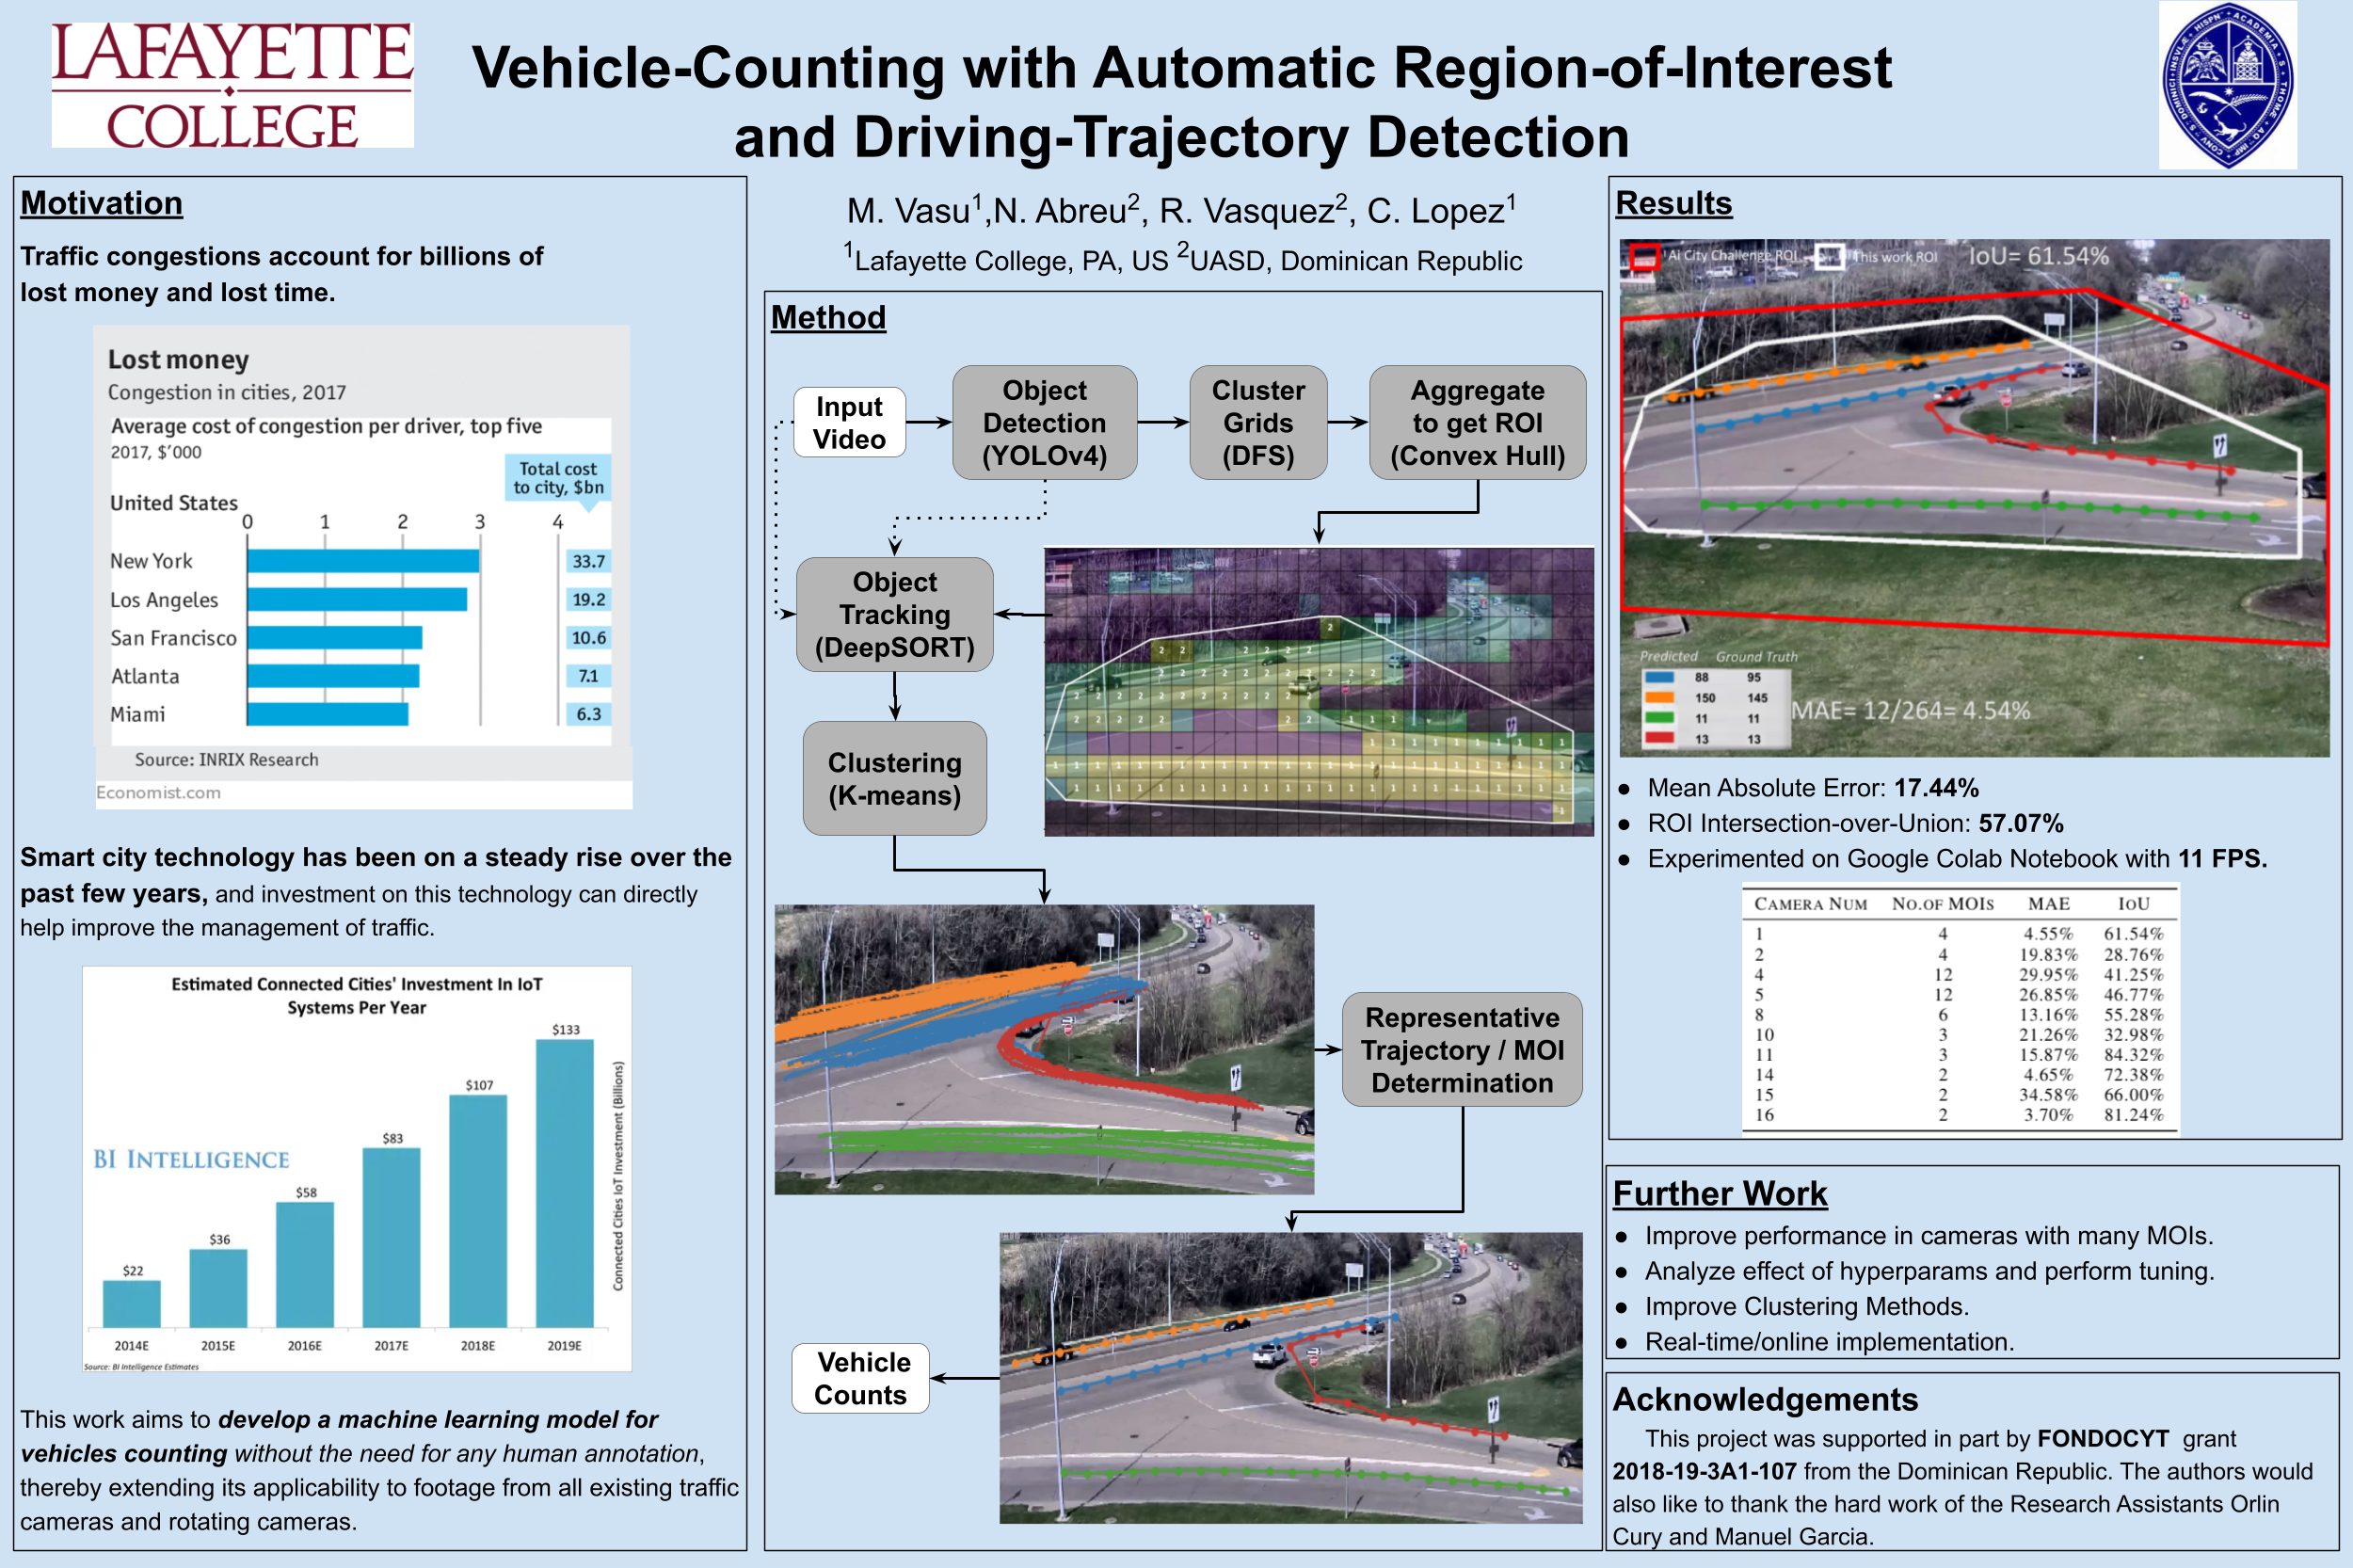 LAFAYETTE
COLLEGE
Vehicle-Counting with Automatic Region-of-Interest
and Driving-Trajectory Detection
M. Vasu1,N. Abreu2, R. Vasquez2, C. Lopez1
1Lafayette College, PA, US 2UASD, Dominican Republic
Motivation
Traffic congestions account for billions of
lost money and lost time.
Lost money
Congestion in cities, 2017
Average cost of congestion per driver, top five
2017, $'000
Total cost
to city, $bn
United States
0 1 2 3 4
New York 33.7
Los Angeles 19.2
San Francisco 10.6
Atlanta 7.1
Miami 6.3
Source: INRIX Research
Economist.com
Smart city technology has been on a steady rise over the
past few years, and investment on this technology can directly
help improve the management of traffic.
Estimated Connected Cities' Investment In IoT
Systems Per Year
$22 $36 $58 $83 $107 $133
BI INTELLIGENCE
Connected Cities IoT Investment (Billions)
2014E 2015E 2016E 2017E 2018E 2019E
Source: BI Intelligence Estimates
This work aims to develop a machine learning model for
vehicles counting without the need for any human annotation,
thereby extending its applicability to footage from all existing traffic
cameras and rotating cameras.
Method
Input
Video
Object
Detection
(YOLOv4)
Cluster
Grids
(DFS)
Aggregate
to get ROI
(Convex Hull)
Object
Tracking
(DeepSORT)
Clustering
(K-means)
Representative
Trajectory / MOI
Determination
Vehicle
Counts
Results
Ai City Challenge ROI
This work ROI
IoU= 61.54%
Predicted Ground Truth
88 95
150 145
11 11
13 13
MAE= 12/264= 4.54%
● Mean Absolute Error: 17.44%
● ROI Intersection-over-Union: 57.07%
● Experimented on Google Colab Notebook with 11 FPS.
CAMERA NUM NO.OF MOIS MAE IOU
1 4 4.55% 61.54%
2 4 19.83% 28.76%
4 12 29.95% 41.25%
5 12 26.85% 46.77%
8 6 13.16% 55.28%
10 3 21.26% 32.98%
11 3 15.87% 84.32%
14 2 4.65% 72.38%
15 2 34.58% 66.00%
16 2 3.70% 81.24%
Further Work
● Improve performance in cameras with many MOIs.
● Analyze effect of hyperparams and perform tuning.
● Improve Clustering Methods.
● Real-time/online implementation.
Acknowledgements
This project was supported in part by FONDOCYT grant
2018-19-3A1-107 from the Dominican Republic. The authors would
also like to thank the hard work of the Research Assistants Orlin
Cury and Manuel Garcia.